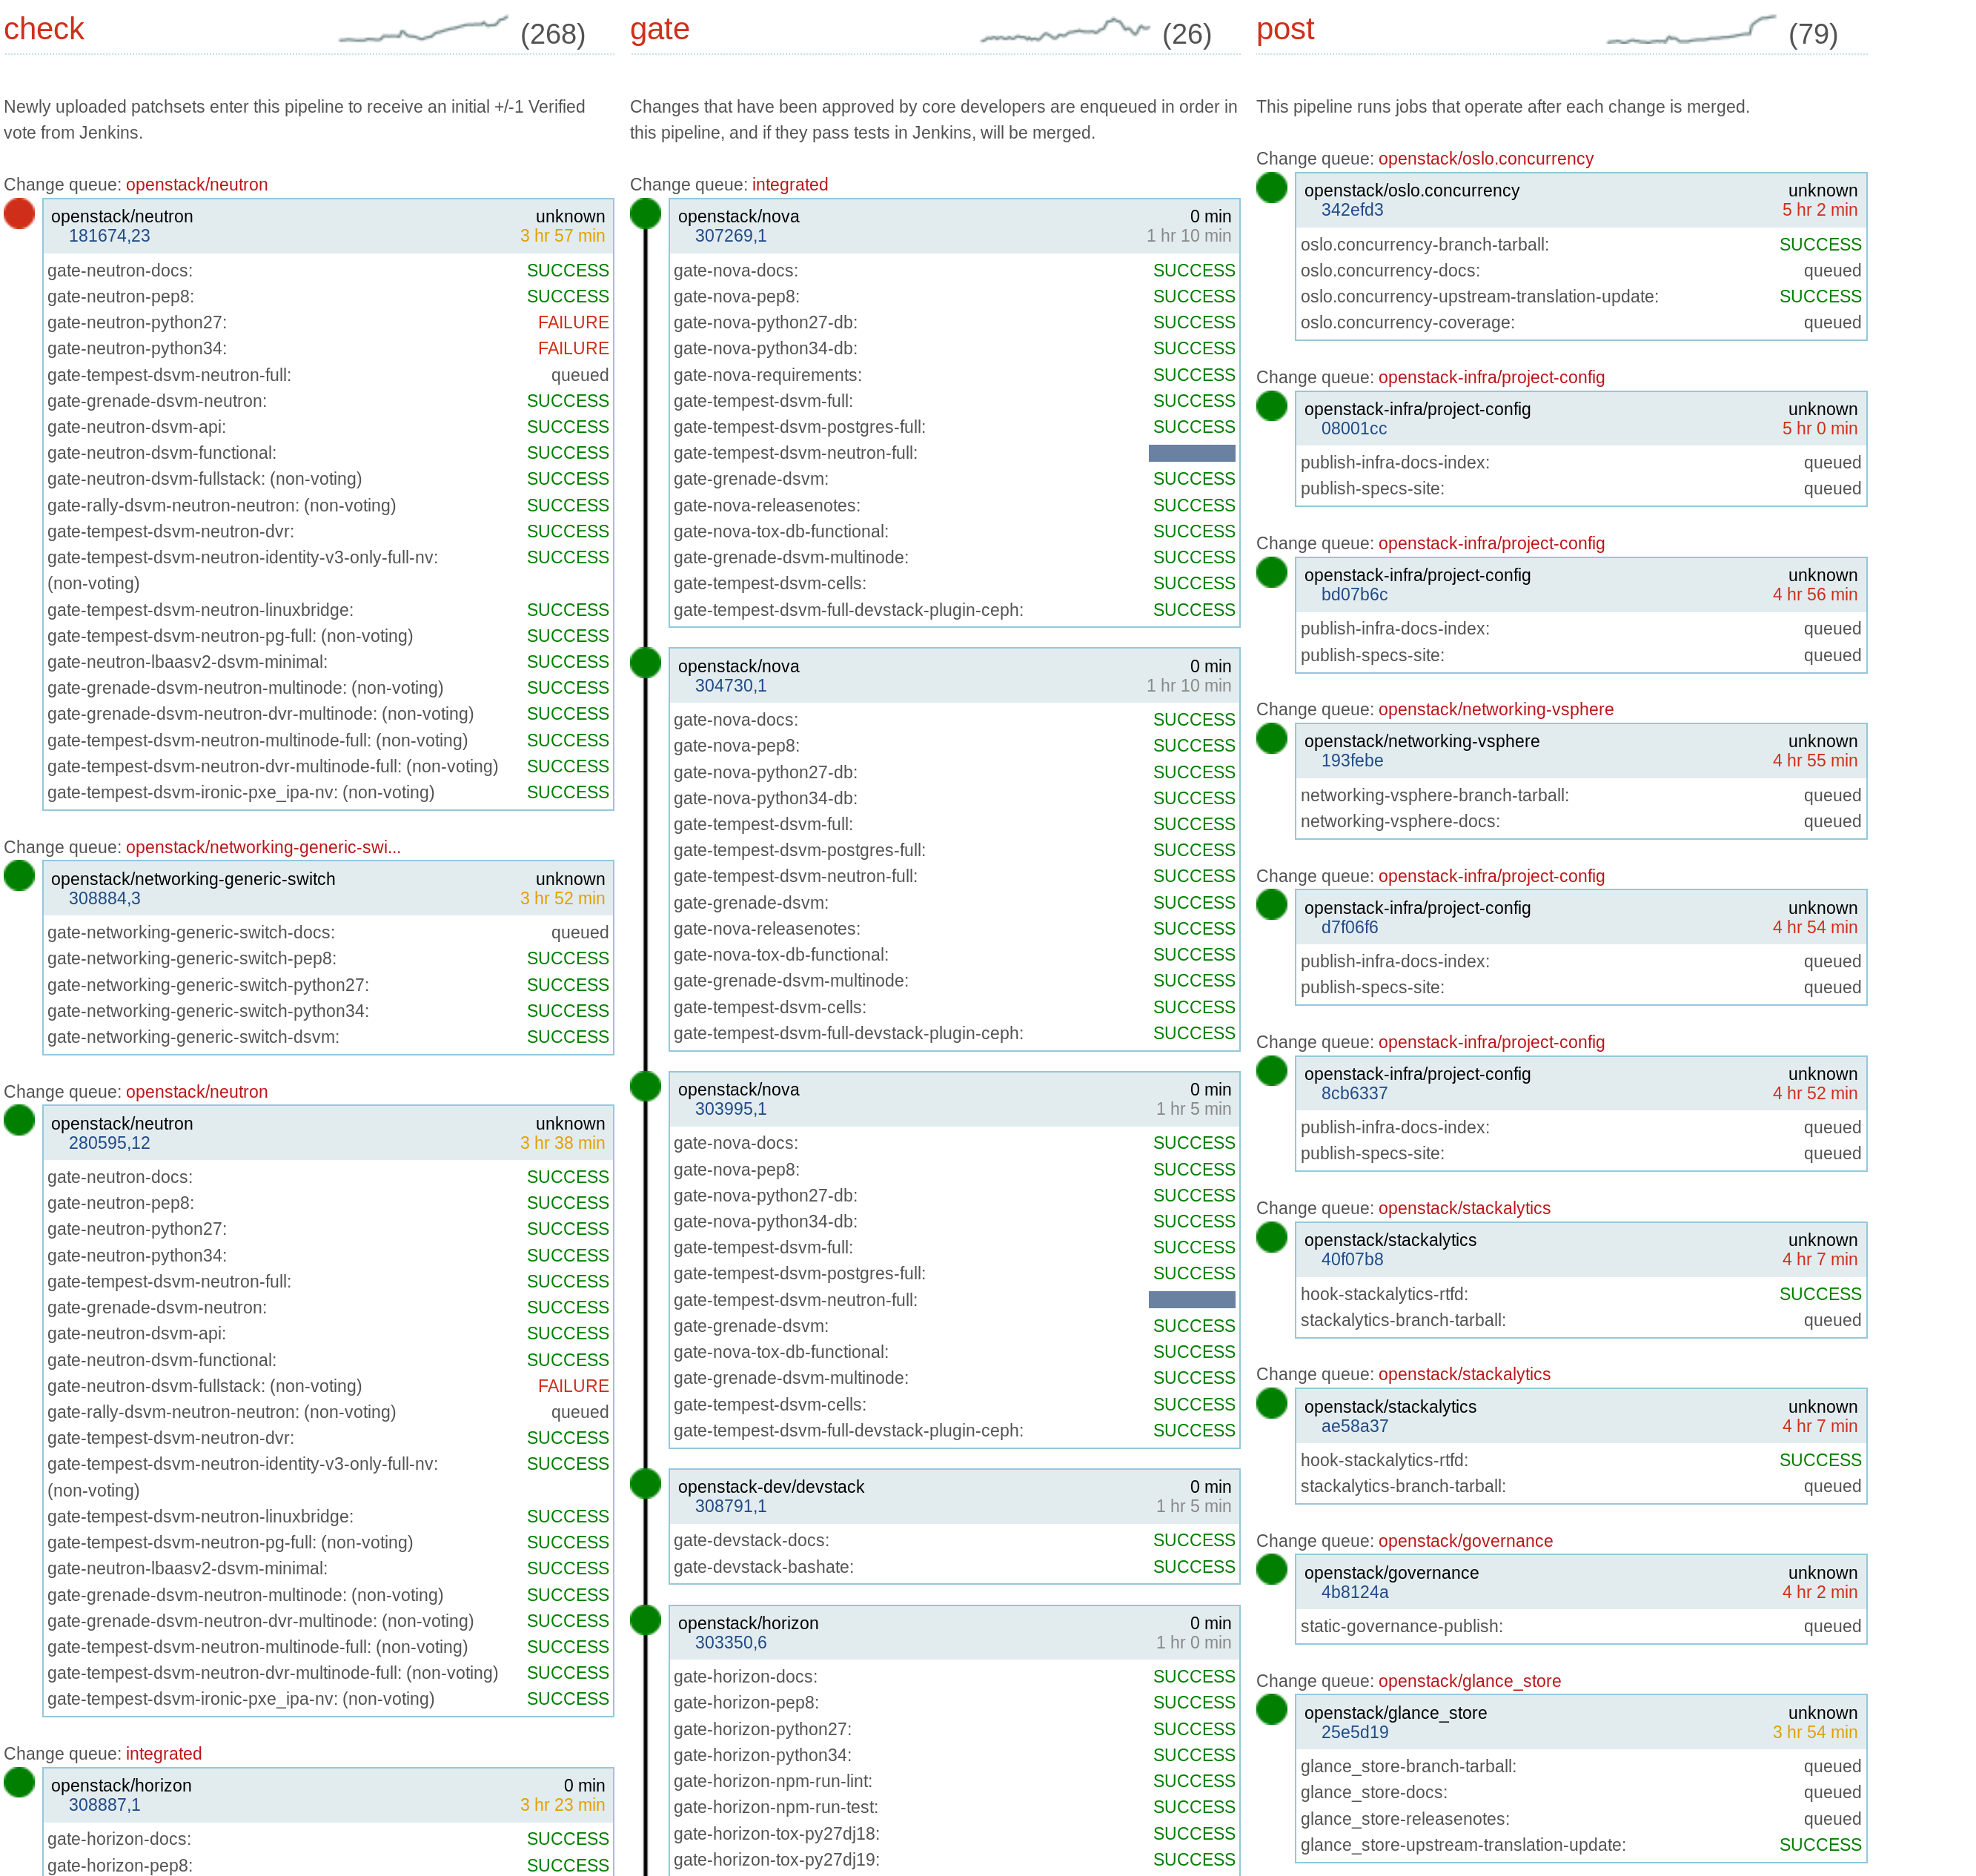 check (268)
Newly uploaded patchsets enter this pipeline to receive an initial +/-1 Verified
vote from Jenkins.
Change queue: openstack/neutron
openstack/neutron unknown
181674,23 3 hr 57 min
gate-neutron-docs: SUCCESS
gate-neutron-pep8: SUCCESS
gate-neutron-python27: FAILURE
gate-neutron-python34: FAILURE
gate-tempest-dsvm-neutron-full: queued
gate-grenade-dsvm-neutron: SUCCESS
gate-neutron-dsvm-api: SUCCESS
gate-neutron-dsvm-functional: SUCCESS
gate-neutron-dsvm-fullstack: (non-voting) SUCCESS
gate-rally-dsvm-neutron-neutron: (non-voting) SUCCESS
gate-tempest-dsvm-neutron-dvr: SUCCESS
gate-tempest-dsvm-neutron-identity-v3-only-full-nv: SUCCESS
(non-voting)
gate-tempest-dsvm-neutron-linuxbridge: SUCCESS
gate-tempest-dsvm-neutron-pg-full: (non-voting) SUCCESS
gate-neutron-lbaasv2-dsvm-minimal: SUCCESS
gate-grenade-dsvm-neutron-multinode: (non-voting) SUCCESS
gate-grenade-dsvm-neutron-dvr-multinode: (non-voting) SUCCESS
gate-tempest-dsvm-neutron-multinode-full: (non-voting) SUCCESS
gate-tempest-dsvm-neutron-dvr-multinode-full: (non-voting) SUCCESS
gate-tempest-dsvm-ironic-pxe_ipa-nv: (non-voting) SUCCESS
Change queue: openstack/networking-generic-swi...
openstack/networking-generic-switch unknown
308884,3 3 hr 52 min
gate-networking-generic-switch-docs: queued
gate-networking-generic-switch-pep8: SUCCESS
gate-networking-generic-switch-python27: SUCCESS
gate-networking-generic-switch-python34: SUCCESS
gate-networking-generic-switch-dsvm: SUCCESS
Change queue: openstack/neutron
openstack/neutron unknown
280595,12 3 hr 38 min
gate-neutron-docs: SUCCESS
gate-neutron-pep8: SUCCESS
gate-neutron-python27: SUCCESS
gate-neutron-python34: SUCCESS
gate-tempest-dsvm-neutron-full: SUCCESS
gate-grenade-dsvm-neutron: SUCCESS
gate-neutron-dsvm-api: SUCCESS
gate-neutron-dsvm-functional: SUCCESS
gate-neutron-dsvm-fullstack: (non-voting) FAILURE
gate-rally-dsvm-neutron-neutron: (non-voting) queued
gate-tempest-dsvm-neutron-dvr: SUCCESS
gate-tempest-dsvm-neutron-identity-v3-only-full-nv: SUCCESS
(non-voting)
gate-tempest-dsvm-neutron-linuxbridge: SUCCESS
gate-tempest-dsvm-neutron-pg-full: (non-voting) SUCCESS
gate-neutron-lbaasv2-dsvm-minimal: SUCCESS
gate-grenade-dsvm-neutron-multinode: (non-voting) SUCCESS
gate-grenade-dsvm-neutron-dvr-multinode: (non-voting) SUCCESS
gate-tempest-dsvm-neutron-multinode-full: (non-voting) SUCCESS
gate-tempest-dsvm-neutron-dvr-multinode-full: (non-voting) SUCCESS
gate-tempest-dsvm-ironic-pxe_ipa-nv: (non-voting) SUCCESS
Change queue: integrated
openstack/horizon 0 min
308887,1 3 hr 23 min
gate-horizon-docs: SUCCESS
gate-horizon-pep8: SUCCESS
gate (26)
Changes that have been approved by core developers are enqueued in order in
this pipeline, and if they pass tests in Jenkins, will be merged.
Change queue: integrated
openstack/nova 0 min
307269,1 1 hr 10 min
gate-nova-docs: SUCCESS
gate-nova-pep8: SUCCESS
gate-nova-python27-db: SUCCESS
gate-nova-python34-db: SUCCESS
gate-nova-requirements: SUCCESS
gate-tempest-dsvm-full: SUCCESS
gate-tempest-dsvm-postgres-full: SUCCESS
gate-tempest-dsvm-neutron-full:
gate-grenade-dsvm: SUCCESS
gate-nova-releasenotes: SUCCESS
gate-nova-tox-db-functional: SUCCESS
gate-grenade-dsvm-multinode: SUCCESS
gate-tempest-dsvm-cells: SUCCESS
gate-tempest-dsvm-full-devstack-plugin-ceph: SUCCESS
openstack/nova 0 min
304730,1 1 hr 10 min
gate-nova-docs: SUCCESS
gate-nova-pep8: SUCCESS
gate-nova-python27-db: SUCCESS
gate-nova-python34-db: SUCCESS
gate-tempest-dsvm-full: SUCCESS
gate-tempest-dsvm-postgres-full: SUCCESS
gate-tempest-dsvm-neutron-full: SUCCESS
gate-grenade-dsvm: SUCCESS
gate-nova-releasenotes: SUCCESS
gate-nova-tox-db-functional: SUCCESS
gate-grenade-dsvm-multinode: SUCCESS
gate-tempest-dsvm-cells: SUCCESS
gate-tempest-dsvm-full-devstack-plugin-ceph: SUCCESS
openstack/nova 0 min
303995,1 1 hr 5 min
gate-nova-docs: SUCCESS
gate-nova-pep8: SUCCESS
gate-nova-python27-db: SUCCESS
gate-nova-python34-db: SUCCESS
gate-tempest-dsvm-full: SUCCESS
gate-tempest-dsvm-postgres-full: SUCCESS
gate-tempest-dsvm-neutron-full:
gate-grenade-dsvm: SUCCESS
gate-nova-tox-db-functional: SUCCESS
gate-grenade-dsvm-multinode: SUCCESS
gate-tempest-dsvm-cells: SUCCESS
gate-tempest-dsvm-full-devstack-plugin-ceph: SUCCESS
openstack-dev/devstack 0 min
308791,1 1 hr 5 min
gate-devstack-docs: SUCCESS
gate-devstack-bashate: SUCCESS
openstack/horizon 0 min
303350,6 1 hr 0 min
gate-horizon-docs: SUCCESS
gate-horizon-pep8: SUCCESS
gate-horizon-python27: SUCCESS
gate-horizon-python34: SUCCESS
gate-horizon-npm-run-lint: SUCCESS
gate-horizon-npm-run-test: SUCCESS
gate-horizon-tox-py27dj18: SUCCESS
gate-horizon-tox-py27dj19: SUCCESS
post (79)
This pipeline runs jobs that operate after each change is merged.
Change queue: openstack/oslo.concurrency
openstack/oslo.concurrency unknown
342efd3 5 hr 2 min
oslo.concurrency-branch-tarball: SUCCESS
oslo.concurrency-docs: queued
oslo.concurrency-upstream-translation-update: SUCCESS
oslo.concurrency-coverage: queued
Change queue: openstack-infra/project-config
openstack-infra/project-config unknown
08001cc 5 hr 0 min
publish-infra-docs-index: queued
publish-specs-site: queued
Change queue: openstack-infra/project-config
openstack-infra/project-config unknown
bd07b6c 4 hr 56 min
publish-infra-docs-index: queued
publish-specs-site: queued
Change queue: openstack/networking-vsphere
openstack/networking-vsphere unknown
193febe 4 hr 55 min
networking-vsphere-branch-tarball: queued
networking-vsphere-docs: queued
Change queue: openstack-infra/project-config
openstack-infra/project-config unknown
d7f06f6 4 hr 54 min
publish-infra-docs-index: queued
publish-specs-site: queued
Change queue: openstack-infra/project-config
openstack-infra/project-config unknown
8cb6337 4 hr 52 min
publish-infra-docs-index: queued
publish-specs-site: queued
Change queue: openstack/stackalytics
openstack/stackalytics unknown
40f07b8 4 hr 7 min
hook-stackalytics-rtfd: SUCCESS
stackalytics-branch-tarball: queued
Change queue: openstack/stackalytics
openstack/stackalytics unknown
ae58a37 4 hr 7 min
hook-stackalytics-rtfd: SUCCESS
stackalytics-branch-tarball: queued
Change queue: openstack/governance
openstack/governance unknown
4b8124a 4 hr 2 min
static-governance-publish: queued
Change queue: openstack/glance_store
openstack/glance_store unknown
25e5d19 3 hr 54 min
glance_store-branch-tarball: queued
glance_store-docs: queued
glance_store-releasenotes: queued
glance_store-upstream-translation-update: SUCCESS